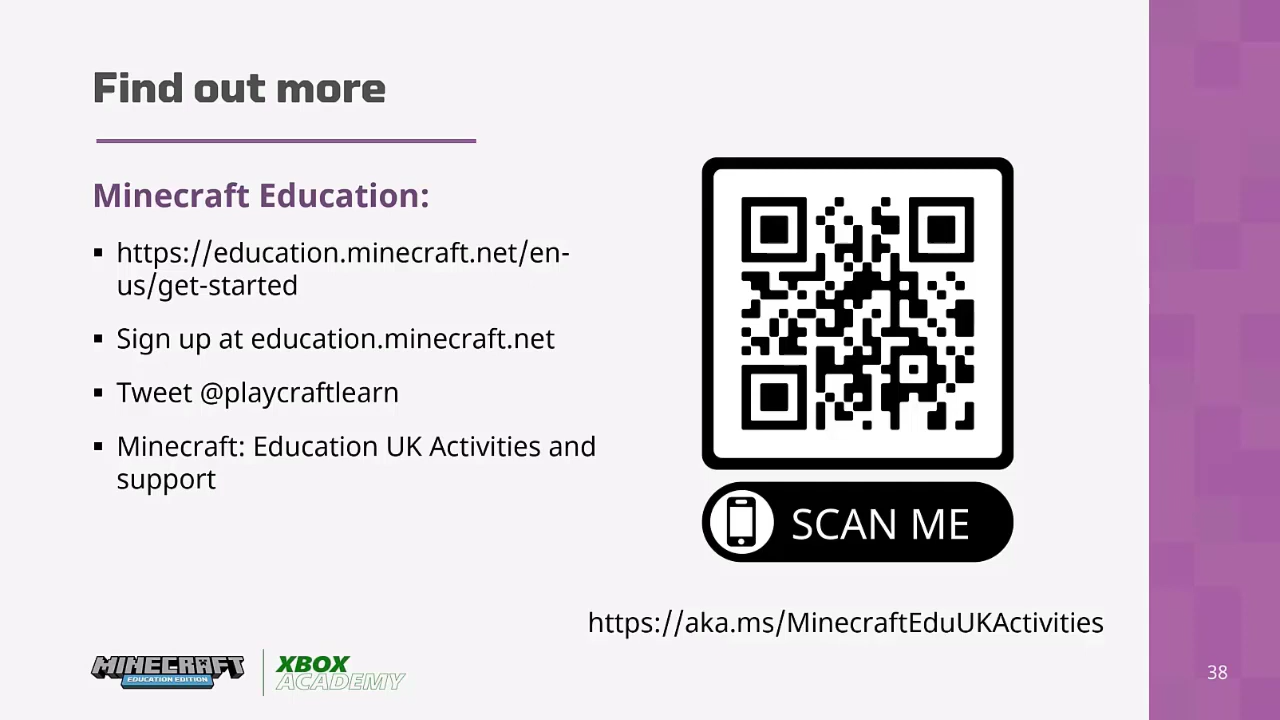 Find out more
Minecraft Education:
▪ https://education.minecraft.net/en-
us/get-started
▪ Sign up at education.minecraft.net
▪ Tweet @playcraftlearn
▪ Minecraft: Education UK Activities and
support
SCAN ME
https://aka.ms/MinecraftEduUKActivities
MINECRAFT
EDUCATION EDITION
XBOX
ACADEMY
38